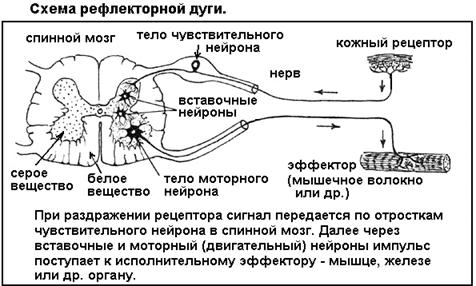 Схема рефлекторной дуги.
спинной мозг
тело чувствительного
нейрона
кожный рецептор
нерв
вставочные
нейроны
серое
вещество
белое
вещество
тело моторного
нейрона
эффектор
(мышечное волокно
или др.)
При раздражении рецептора сигнал передается по отросткам
чувствительного нейрона в спинной мозг. Далее через
вставочные и моторный (двигательный) нейроны импульс
поступает к исполнительному эффектору - мышце, железе
или др. органу.